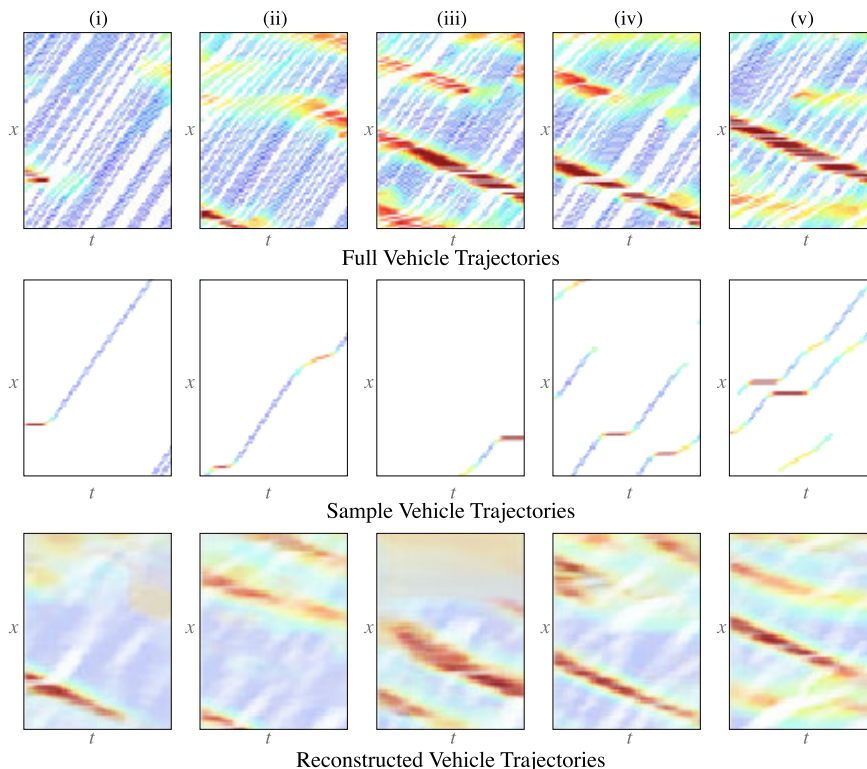 (i) (ii) (iii) (iv) (v)
x
t t t t t
Full Vehicle Trajectories
x x x x x
t t t t t
Sample Vehicle Trajectories
x x x x x
t t t t t
Reconstructed Vehicle Trajectories